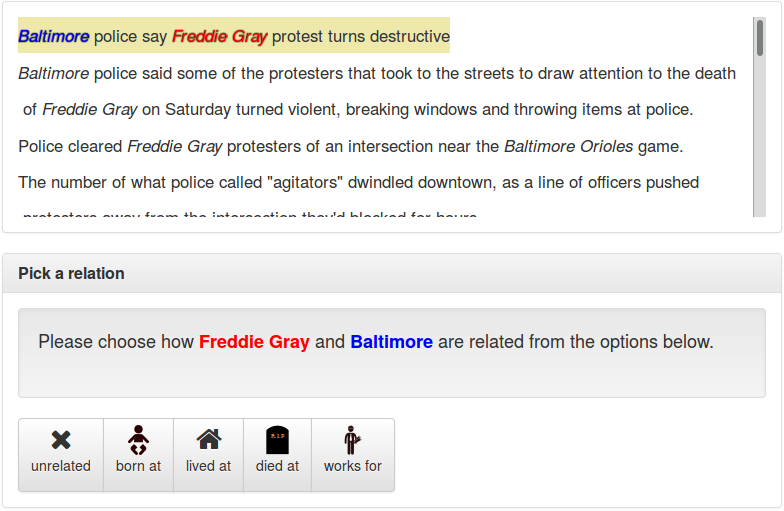 Baltimore police say Freddie Gray protest turns destructive
Baltimore police said some of the protesters that took to the streets to draw attention to the death
of Freddie Gray on Saturday turned violent, breaking windows and throwing items at police.
Police cleared Freddie Gray protesters of an intersection near the Baltimore Orioles game.
The number of what police called "agitators" dwindled downtown, as a line of officers pushed
protesters away from the intersection they'd blocked for hours.
Pick a relation
Please choose how Freddie Gray and Baltimore are related from the options below.
R.I.P
unrelated born at lived at died at works for